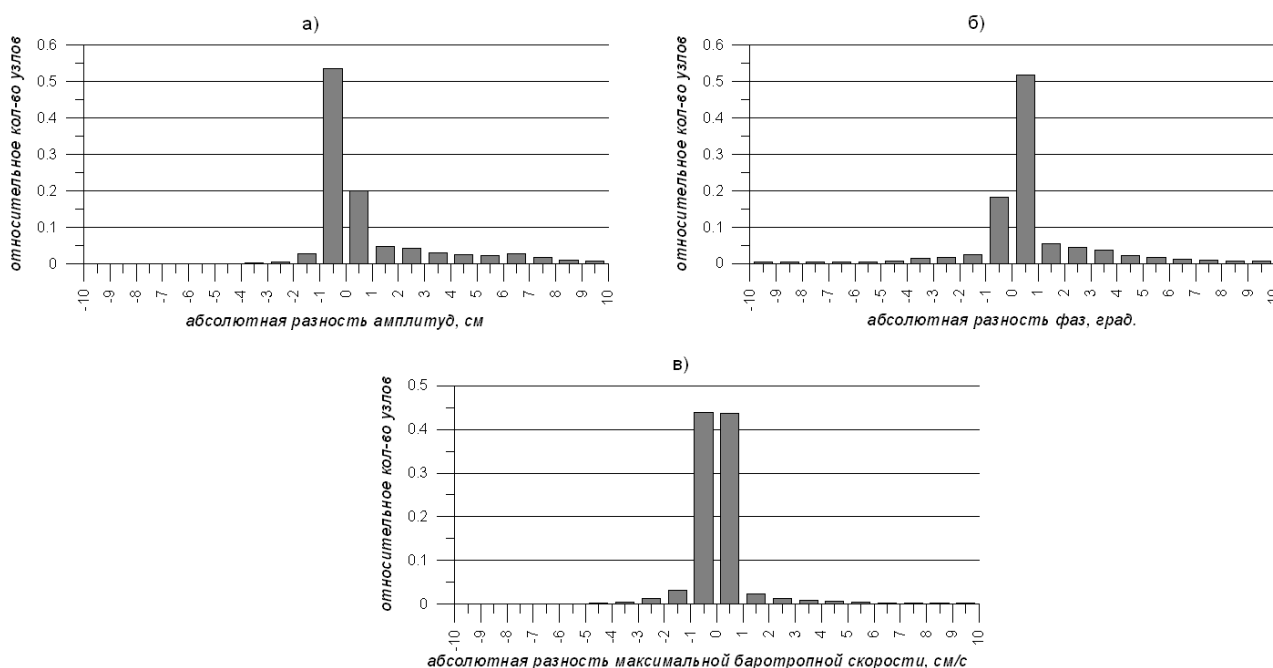 а)
относительное кол-во узлов
0.6
0.5
0.4
0.3
0.2
0.1
0
-10 -9 -8 -7 -6 -5 -4 -3 -2 -1 0 1 2 3 4 5 6 7 8 9 10
абсолютная разность амплитуд, см
б)
относительное кол-во узлов
0.6
0.5
0.4
0.3
0.2
0.1
0
-10 -9 -8 -7 -6 -5 -4 -3 -2 -1 0 1 2 3 4 5 6 7 8 9 10
абсолютная разность фаз, град.
в)
относительное кол-во узлов
0.5
0.4
0.3
0.2
0.1
0
-10 -9 -8 -7 -6 -5 -4 -3 -2 -1 0 1 2 3 4 5 6 7 8 9 10
абсолютная разность максимальной баротропной скорости, см/с